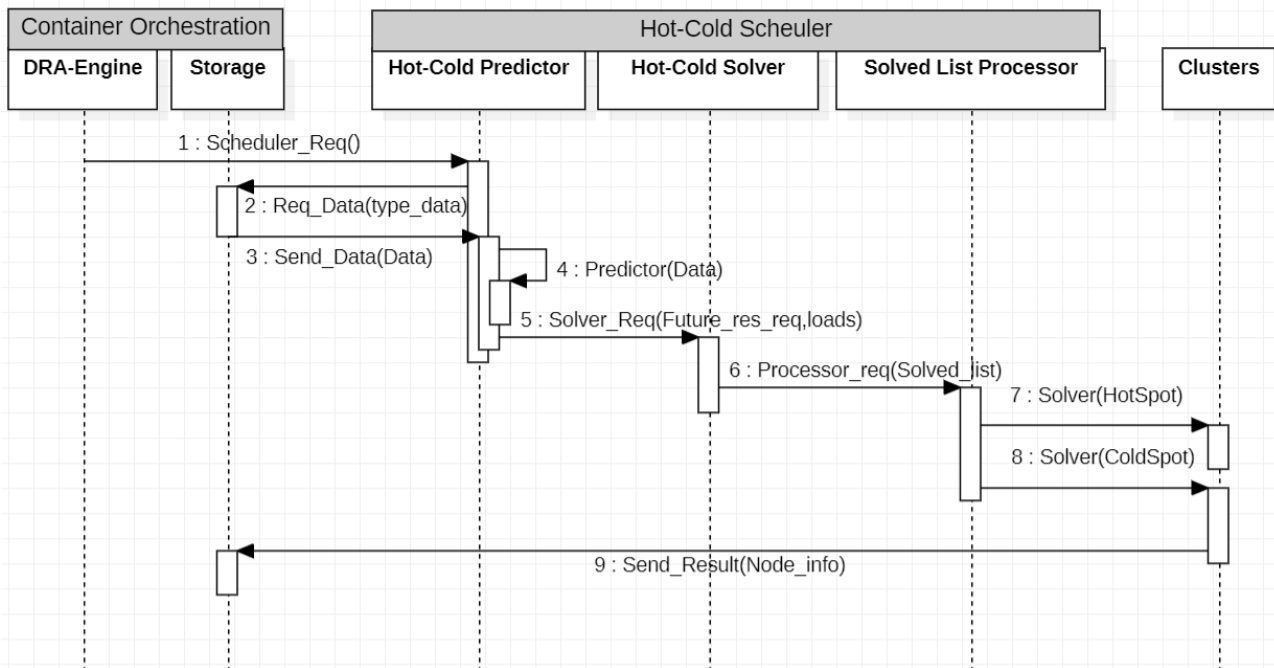 Container Orchestration
Hot-Cold Scheuler
DRA-Engine
Storage
Hot-Cold Predictor
Hot-Cold Solver
Solved List Processor
Clusters
1 : Scheduler_Req()
2 : Req_Data(type_data)
3 : Send_Data(Data)
4 : Predictor(Data)
5 : Solver_Req(Future_res_req,loads)
6 : Processor_req(Solved_list)
7 : Solver(HotSpot)
8 : Solver(ColdSpot)
9 : Send_Result(Node_info)